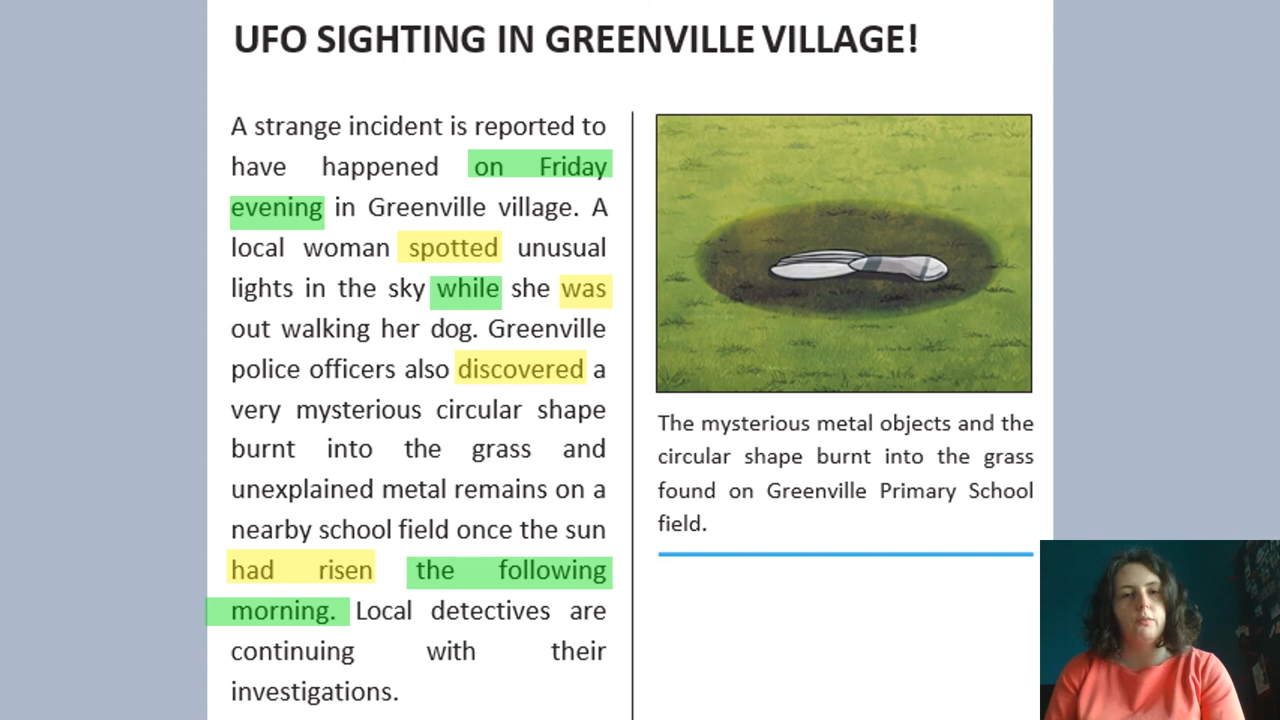 UFO SIGHTING IN GREENVILLE VILLAGE!
A strange incident is reported to
have happened on Friday
evening in Greenville village. A
local woman spotted unusual
lights in the sky while she was
out walking her dog. Greenville
police officers also discovered a
very mysterious circular shape
burnt into the grass and
unexplained metal remains on a
nearby school field once the sun
had risen the following
morning. Local detectives are
continuing with their
investigations.
The mysterious metal objects and the
circular shape burnt into the grass
found on Greenville Primary School
field.